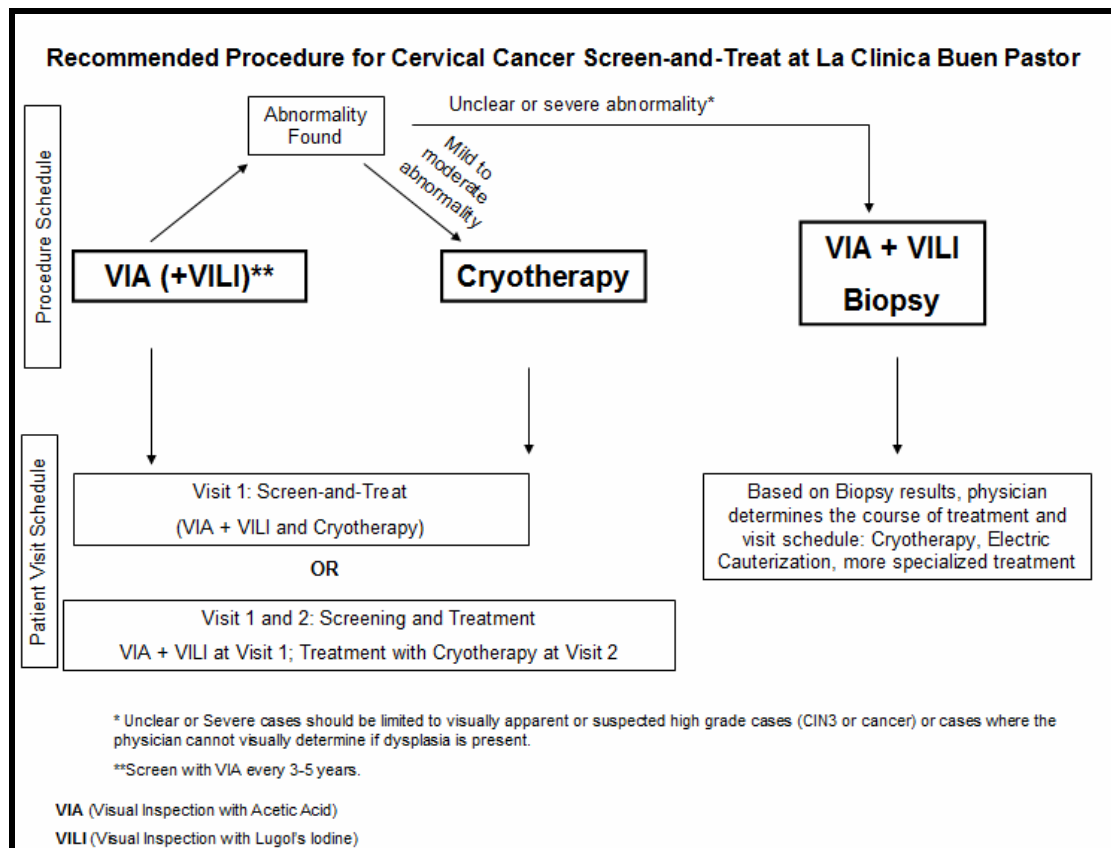 Recommended Procedure for Cervical Cancer Screen-and-Treat at La Clinica Buen Pastor
Procedure Schedule
Abnormality
Found
Unclear or severe abnormality*
Mild to
moderate
abnormality
VIA (+VILI)**
Cryotherapy
VIA + VILI
Biopsy
Patient Visit Schedule
Visit 1: Screen-and-Treat
(VIA + VILI and Cryotherapy)
OR
Visit 1 and 2: Screening and Treatment
VIA + VILI at Visit 1; Treatment with Cryotherapy at Visit 2
Based on Biopsy results, physician
determines the course of treatment and
visit schedule: Cryotherapy, Electric
Cauterization, more specialized treatment
* Unclear or Severe cases should be limited to visually apparent or suspected high grade cases (CIN3 or cancer) or cases where the
physician cannot visually determine if dysplasia is present.
**Screen with VIA every 3-5 years.
VIA (Visual Inspection with Acetic Acid)
VILI (Visual Inspection with Lugol's Iodine)